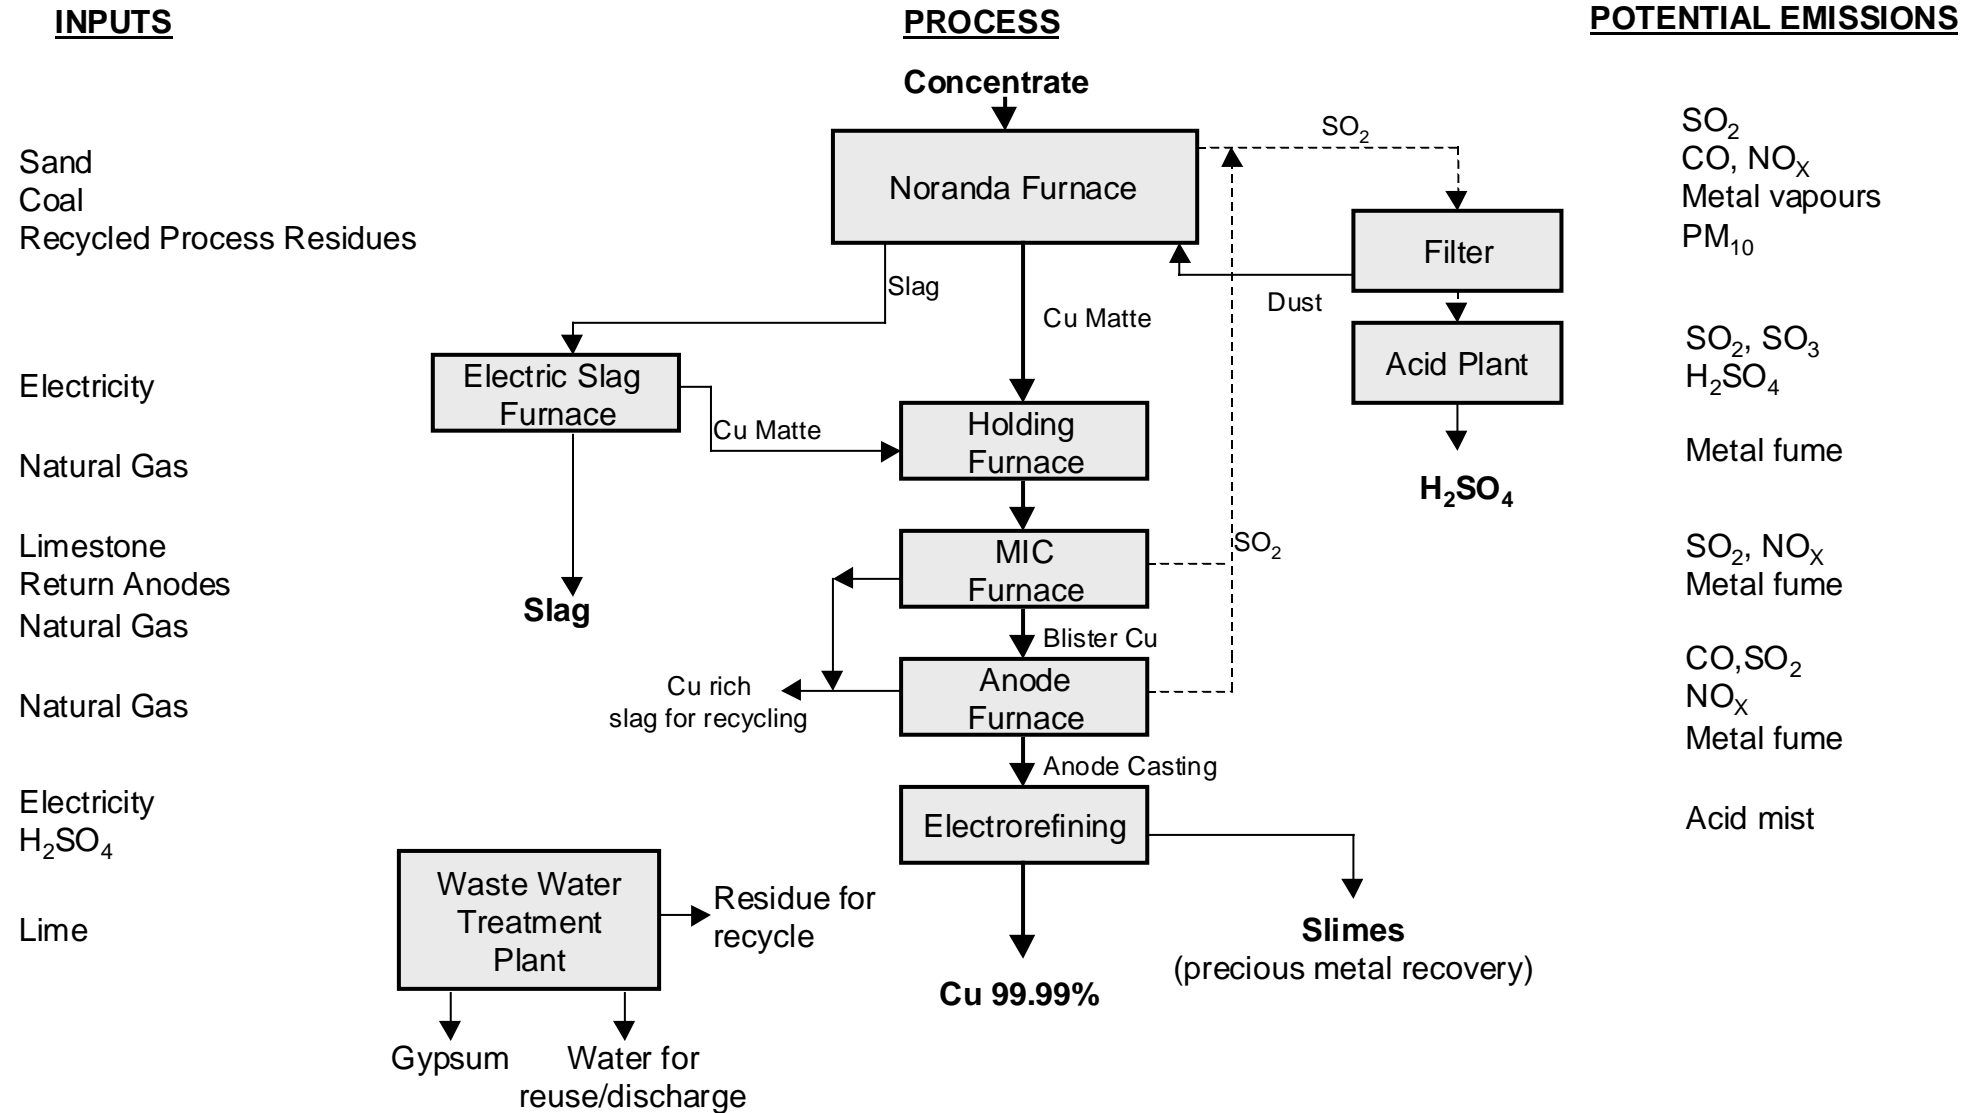 INPUTS
PROCESS
POTENTIAL EMISSIONS
Concentrate
Sand
Coal
Recycled Process Residues
Noranda Furnace
SO2
SO2
CO, NOX
Metal vapours
PM10
Filter
Slag
Cu Matte
Dust
Electricity
Electric Slag
Furnace
Acid Plant
SO2, SO3
H2SO4
Natural Gas
Cu Matte
Holding
Furnace
H2SO4
Metal fume
Limestone
Return Anodes
Natural Gas
Slag
MIC
Furnace
SO2
SO2, NOX
Metal fume
Blister Cu
Natural Gas
Cu rich
slag for recycling
Anode
Furnace
CO,SO2
NOX
Metal fume
Anode Casting
Electricity
H2SO4
Electrorefining
Acid mist
Lime
Waste Water
Treatment
Plant
Residue for
recycle
Slimes
(precious metal recovery)
Cu 99.99%
Gypsum
Water for
reuse/discharge